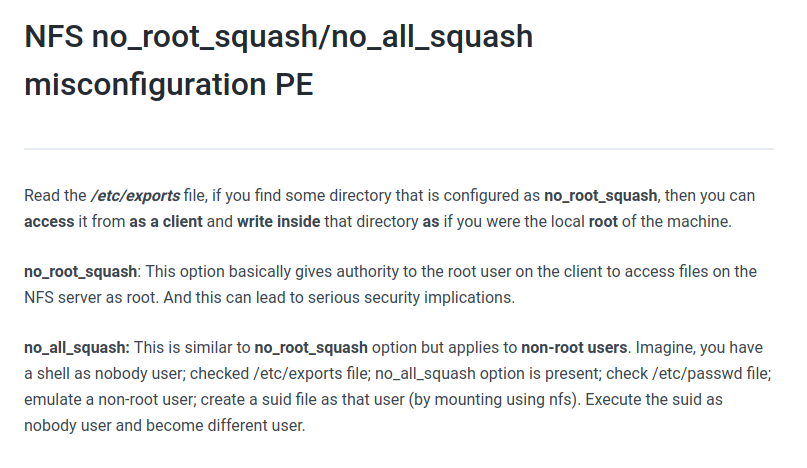 NFS no_root_squash/no_all_squash
misconfiguration PE
Read the /etc/exports file, if you find some directory that is configured as no_root_squash, then you can
access it from as a client and write inside that directory as if you were the local root of the machine.
no_root_squash: This option basically gives authority to the root user on the client to access files on the
NFS server as root. And this can lead to serious security implications.
no_all_squash: This is similar to no_root_squash option but applies to non-root users. Imagine, you have
a shell as nobody user; checked /etc/exports file; no_all_squash option is present; check /etc/passwd file;
emulate a non-root user; create a suid file as that user (by mounting using nfs). Execute the suid as
nobody user and become different user.